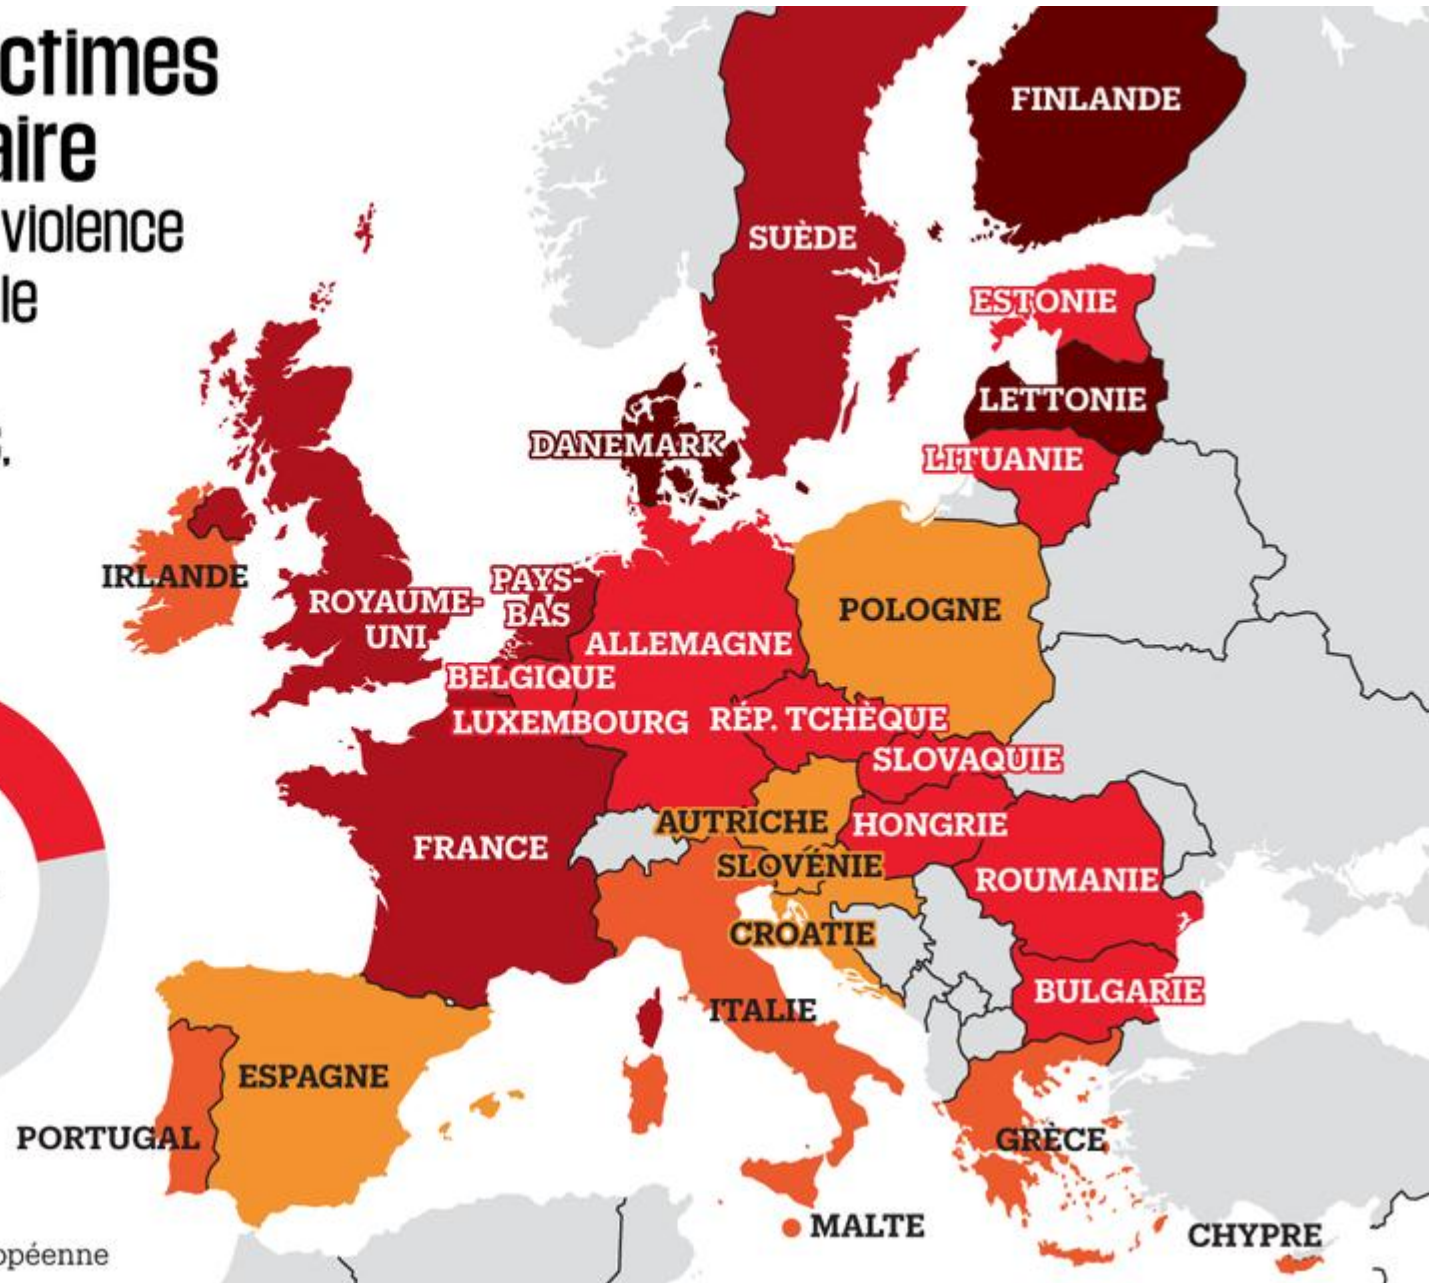 ctimes
aire
violence
le
.
FINLANDE
SUÈDE
ESTONIE
LETTONIE
DANEMARK
LITUANIE
IRLANDE
ROYAUME-
UNI
PAYS-
BAS
POLOGNE
ALLEMAGNE
BELGIQUE
LUXEMBOURG
RÉP. TCHÈQUE
SLOVAQUIE
AUTRICHE
HONGRIE
FRANCE
SLOVÉNIE
ROUMANIE
CROATIE
BULGARIE
ITALIE
ESPAGNE
PORTUGAL
GRÈCE
MALTE
CHYPRE
opéenne